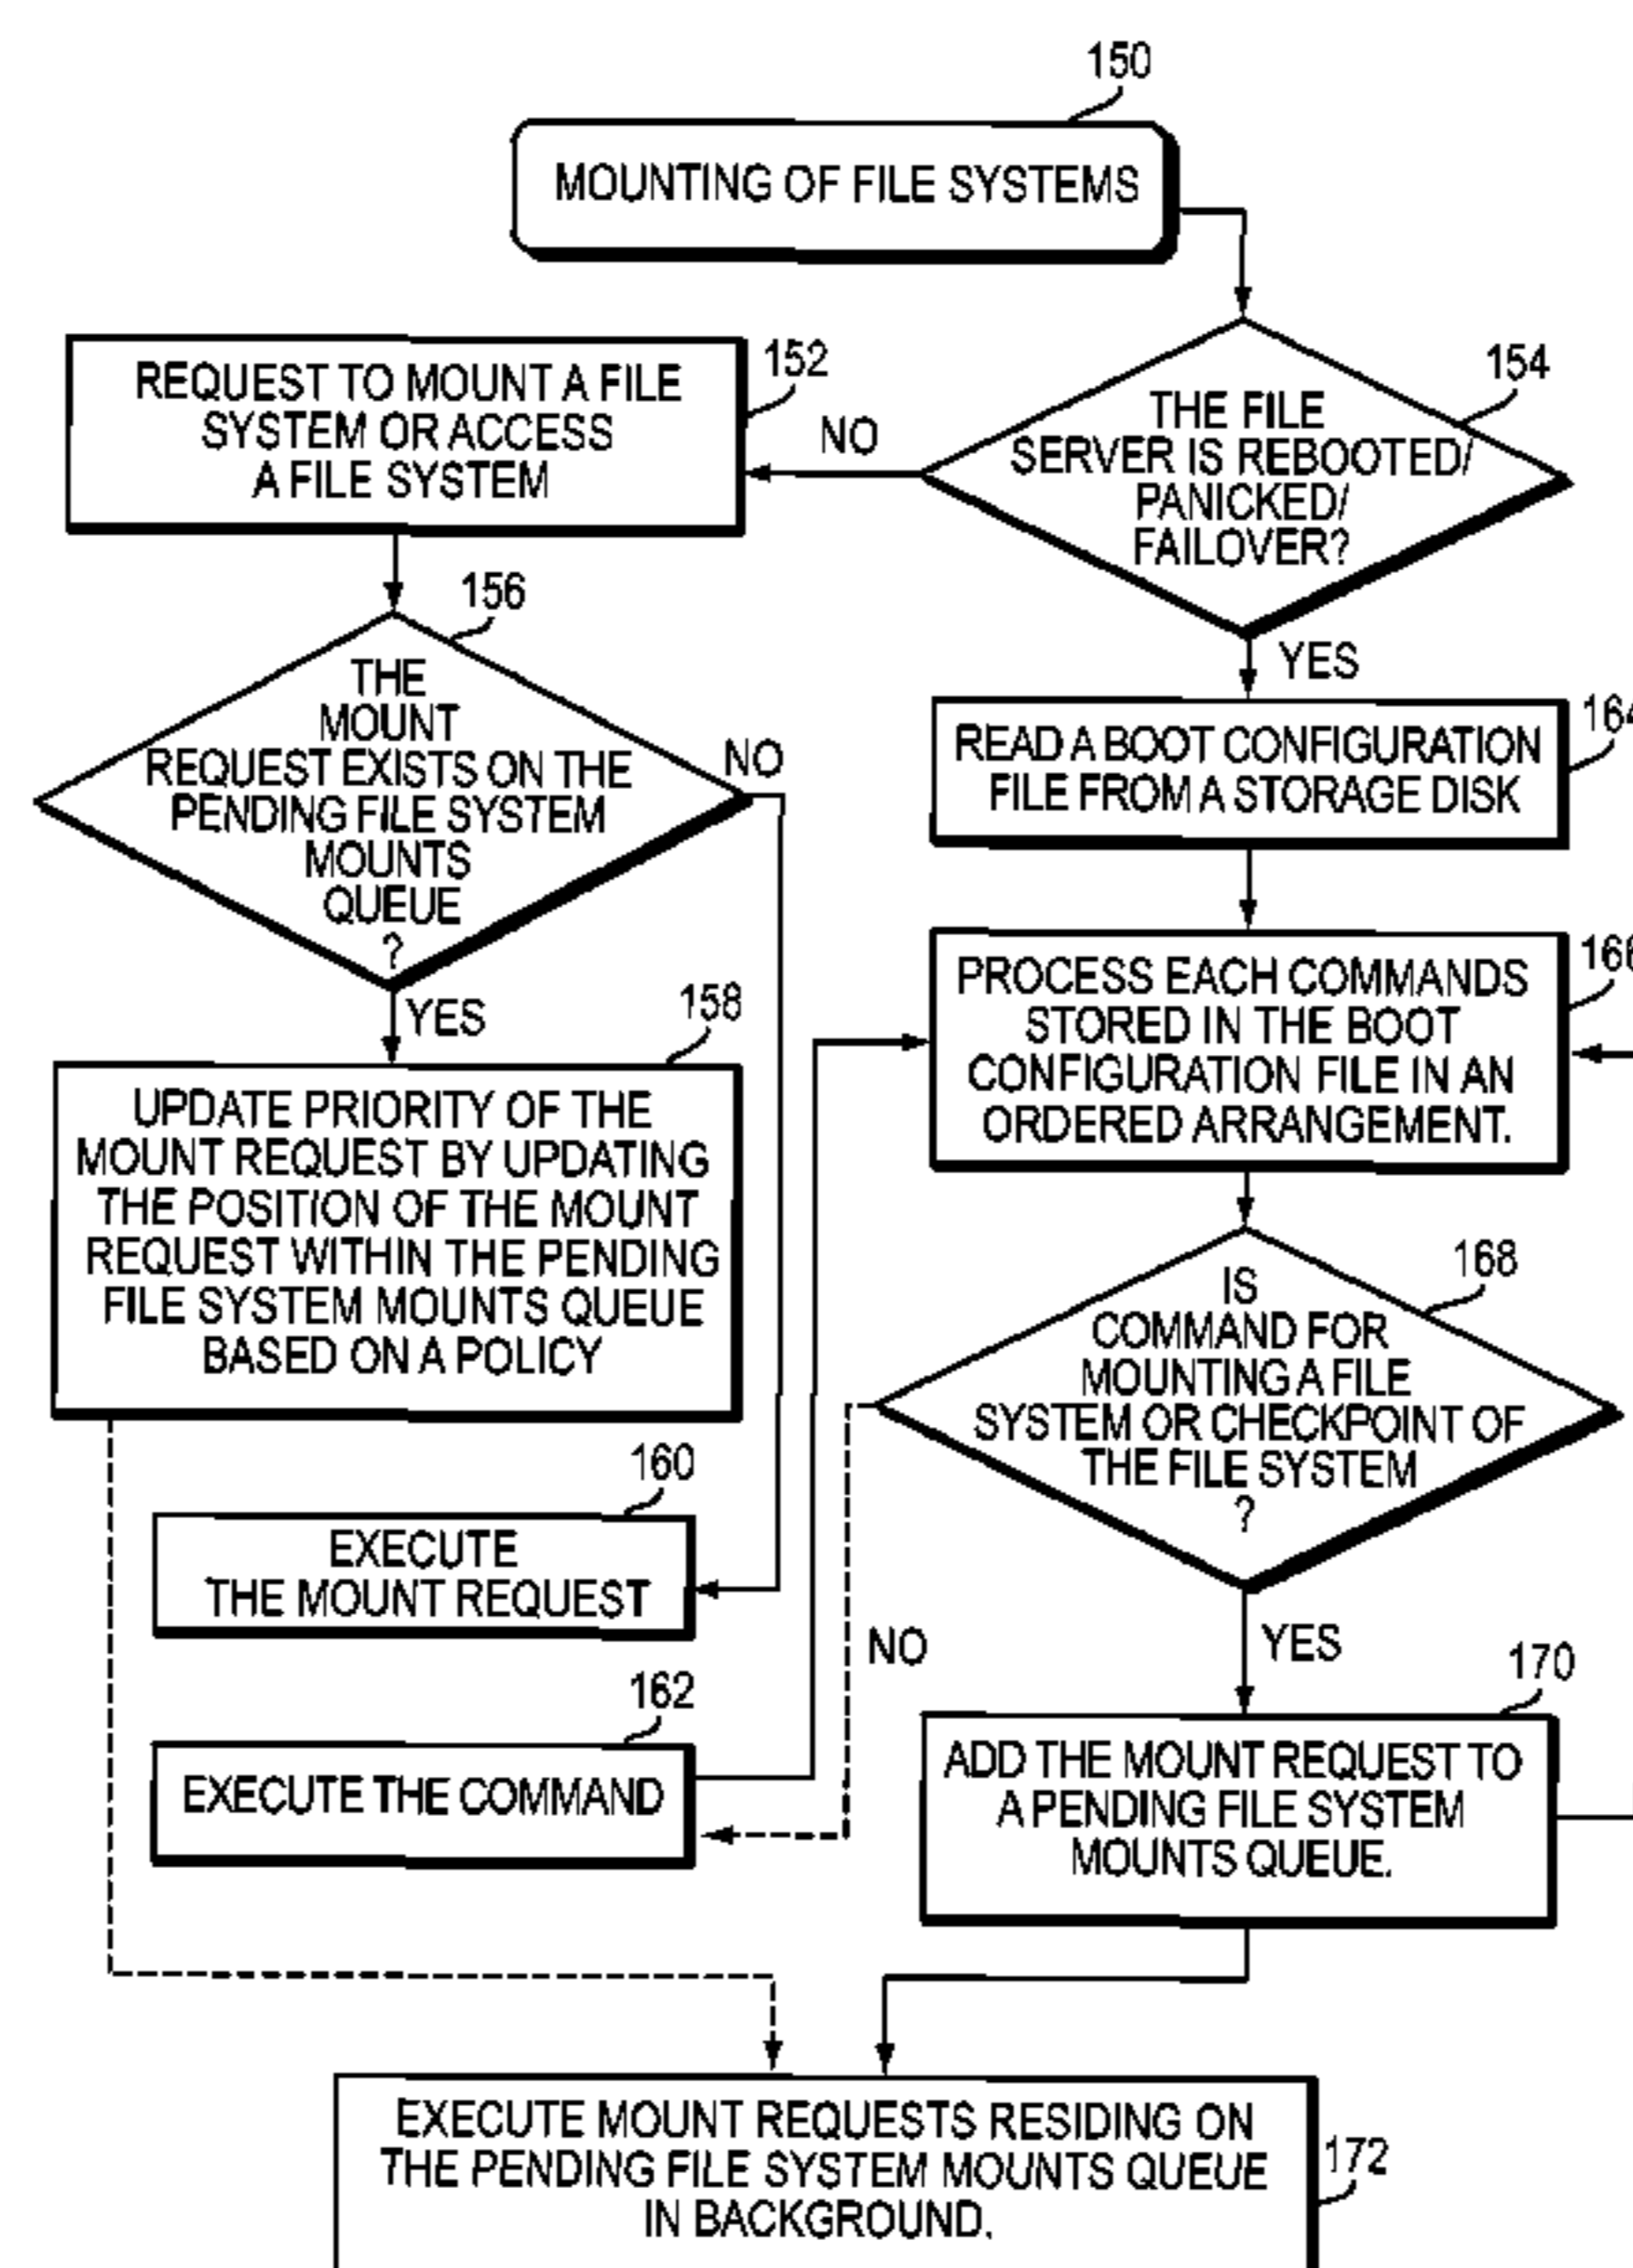 150
MOUNTING OF FILE SYSTEMS
152
REQUEST TO MOUNT A FILE
SYSTEM OR ACCESS
A FILE SYSTEM
NO
154
THE FILE
SERVER IS REBOOTED/
PANICKED/
FAILOVER?
YES
156
THE
MOUNT
REQUEST EXISTS ON THE
PENDING FILE SYSTEM
MOUNTS
QUEUE
?
NO
YES
164
READ A BOOT CONFIGURATION
FILE FROM A STORAGE DISK
158
UPDATE PRIORITY OF THE
MOUNT REQUEST BY UPDATING
THE POSITION OF THE MOUNT
REQUEST WITHIN THE PENDING
FILE SYSTEM MOUNTS QUEUE
BASED ON A POLICY
166
PROCESS EACH COMMANDS
STORED IN THE BOOT
CONFIGURATION FILE IN AN
ORDERED ARRANGEMENT.
168
IS
COMMAND FOR
MOUNTING A FILE
SYSTEM OR CHECKPOINT OF
THE FILE SYSTEM
?
NO
YES
160
EXECUTE
THE MOUNT REQUEST
162
EXECUTE THE COMMAND
170
ADD THE MOUNT REQUEST TO
A PENDING FILE SYSTEM
MOUNTS QUEUE.
EXECUTE MOUNT REQUESTS RESIDING ON
THE PENDING FILE SYSTEM MOUNTS QUEUE
IN BACKGROUND.
172